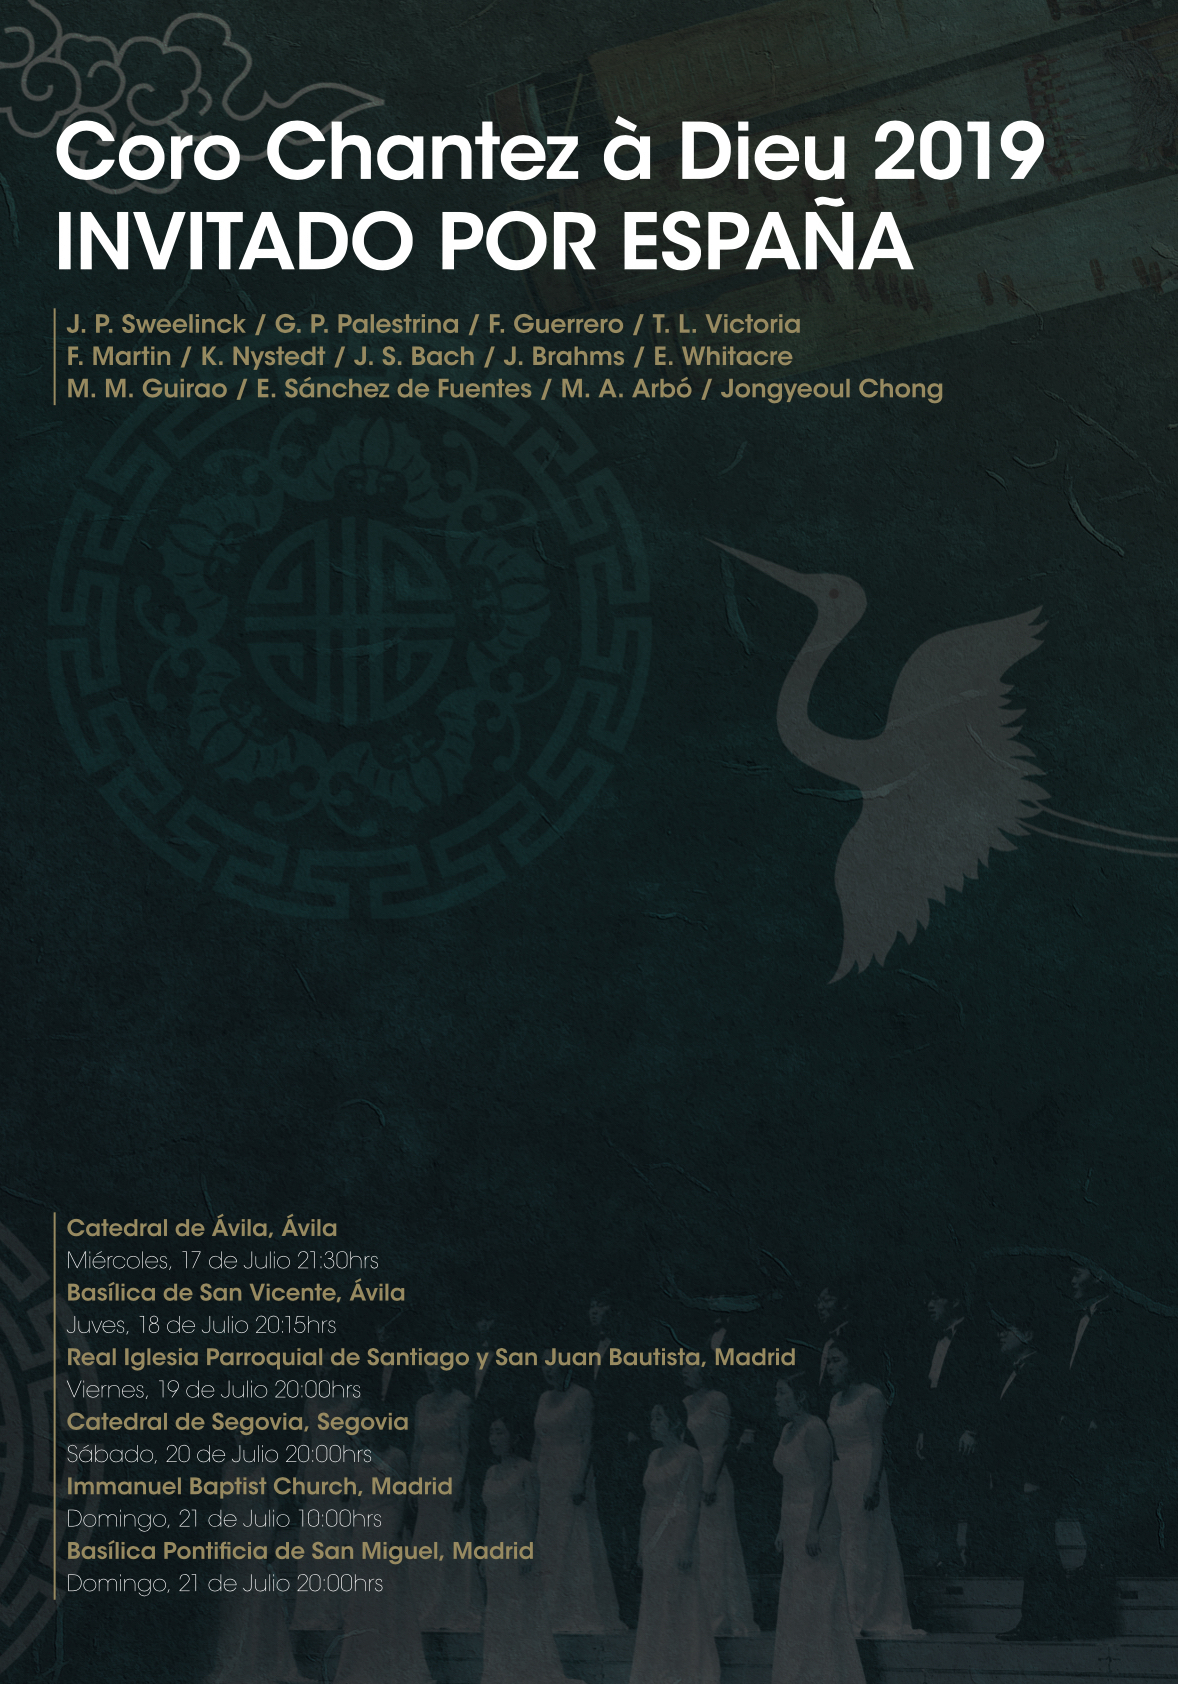 Coro Chantez à Dieu 2019
INVITADO POR ESPAÑA
J. P. Sweelinck / G. P. Palestrina / F. Guerrero / T. L. Victoria
F. Martin / K. Nystedt / J. S. Bach / J. Brahms / E. Whitacre
M. M. Guirao / E. Sánchez de Fuentes / M. A. Arbó / Jongyeoul Chong
Catedral de Ávila, Ávila
Miércoles, 17 de Julio 21:30hrs
Basílica de San Vicente, Ávila
Juves, 18 de Julio 20:15hrs
Real Iglesia Parroquial de Santiago y San Juan Bautista, Madrid
Viernes, 19 de Julio 20:00hrs
Catedral de Segovia, Segovia
Sábado, 20 de Julio 20:00hrs
Immanuel Baptist Church, Madrid
Domingo, 21 de Julio 10:00hrs
Basílica Pontificia de San Miguel, Madrid
Domingo, 21 de Julio 20:00hrs